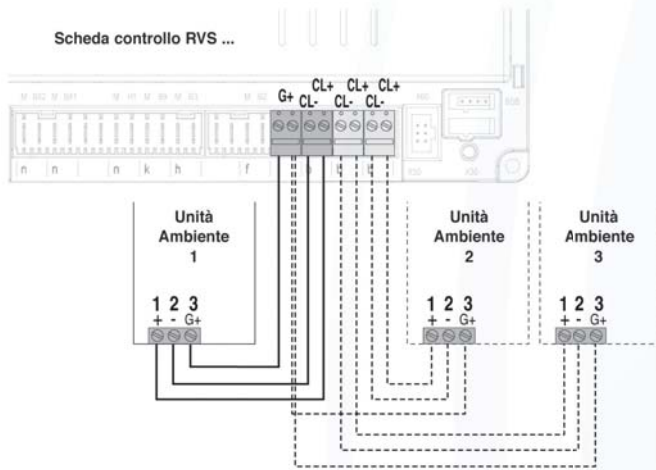 Scheda controllo RVS ...
CL+ CL+ CL+
G+ CL- CL- CL-
n n n k h f b b
Unità
Ambiente
1
Unità
Ambiente
2
Unità
Ambiente
3
1 2 3
+ - G+
1 2 3
+ - G+
1 2 3
+ - G+